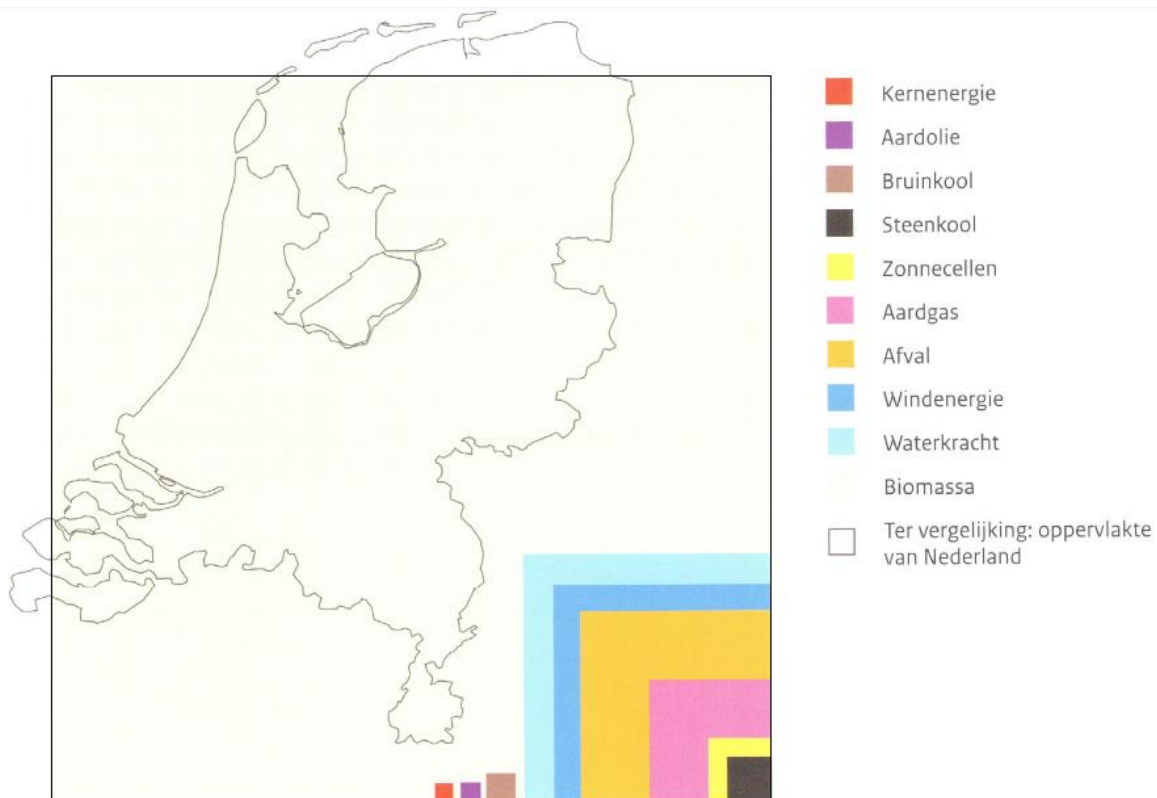 Kernenergie
Aardolie
Bruinkool
Steenkool
Zonnecellen
Aardgas
Afval
Windenergie
Waterkracht
Biomassa
Ter vergelijking: oppervlakte
van Nederland